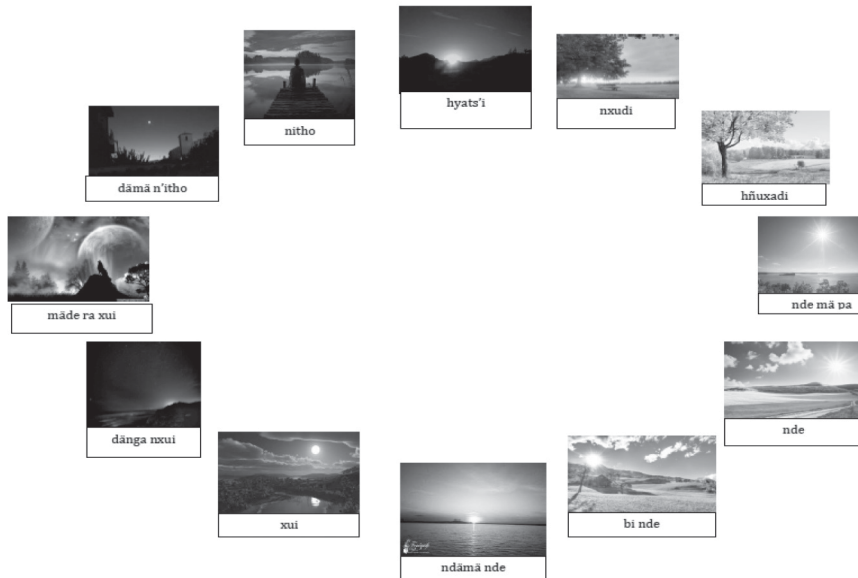 hyats'i
nxudi
nitho
hñuxadi
dämä n'itho
nde mä pa
mäde ra xui
nde
dänga nxui
bi nde
xui
ndämä nde